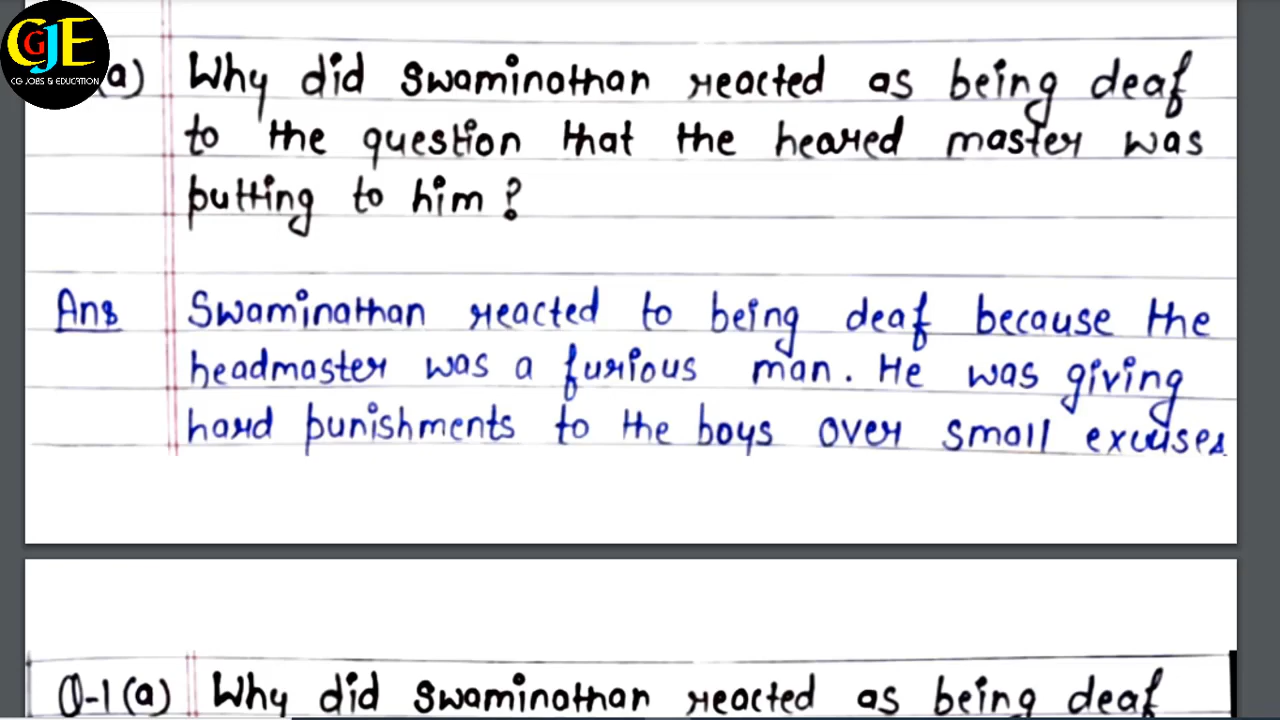 CGJE
CG JOBS & EDUCATION
(a) Why did Swaminathan reacted as being deaf
to the question that the heared master was
putting to him?
Ans Swaminathan reacted to being deaf because the
headmaster was a furious man. He was giving
hard punishments to the boys over small excuses
Q-1(a) Why did Swaminathan reacted as being deaf